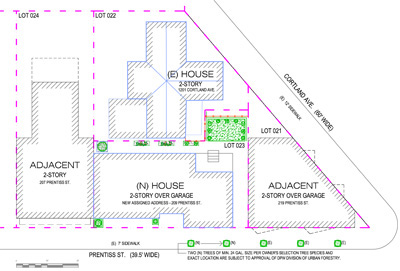 LOT 024
LOT 022
(E) HOUSE
2-STORY
1201 CORTLAND AVE.
CORTLAND AVE. (60' WIDE)
(E) 12' SIDEWALK
LOT 021
LOT 023
ADJACENT
2-STORY
207 PRENTISS ST.
(N) HOUSE
2-STORY OVER GARAGE
NEW ASSIGNED ADDRESS - 209 PRENTISS ST.
ADJACENT
2-STORY OVER GARAGE
219 PRENTISS ST.
(E) 7' SIDEWALK
(N)
(N)
(E)
(E)
(E)
PRENTISS ST. (39.5' WIDE)
TWO (N) TREES OF MIN. 24 GAL SIZE, PER OWNER'S SELECTION TREE SPECIES AND
EXACT LOCATION ARE SUBJECT TO APPROVAL OF DPW DIVISION OF URBAN FORESTRY.